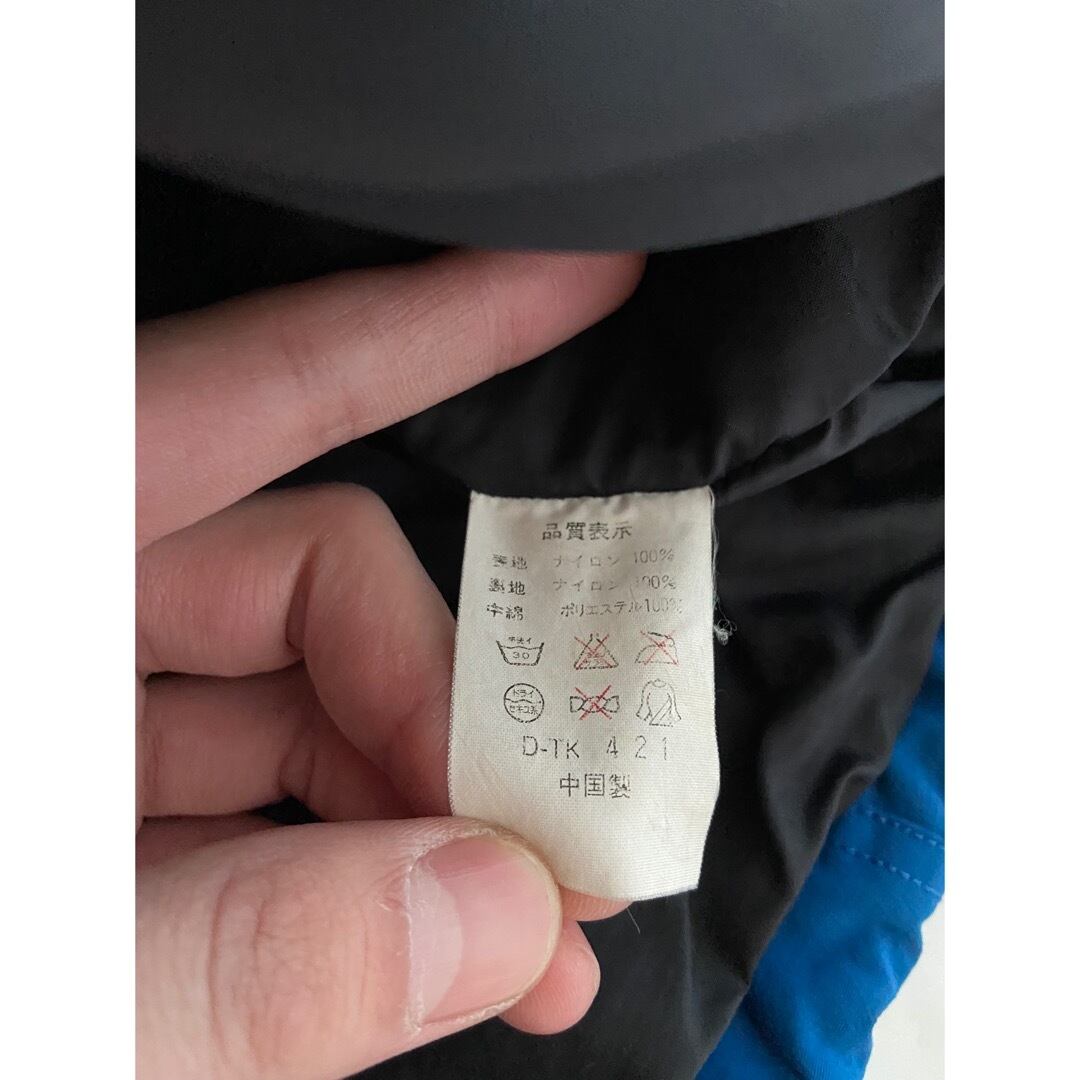 品質表示
表地 ナイロン 100%
裏地 ナイロン 100%
中綿 ポリエステル100%
手洗イ
30
ドライ
セキユ系
D-TK 421
中国製